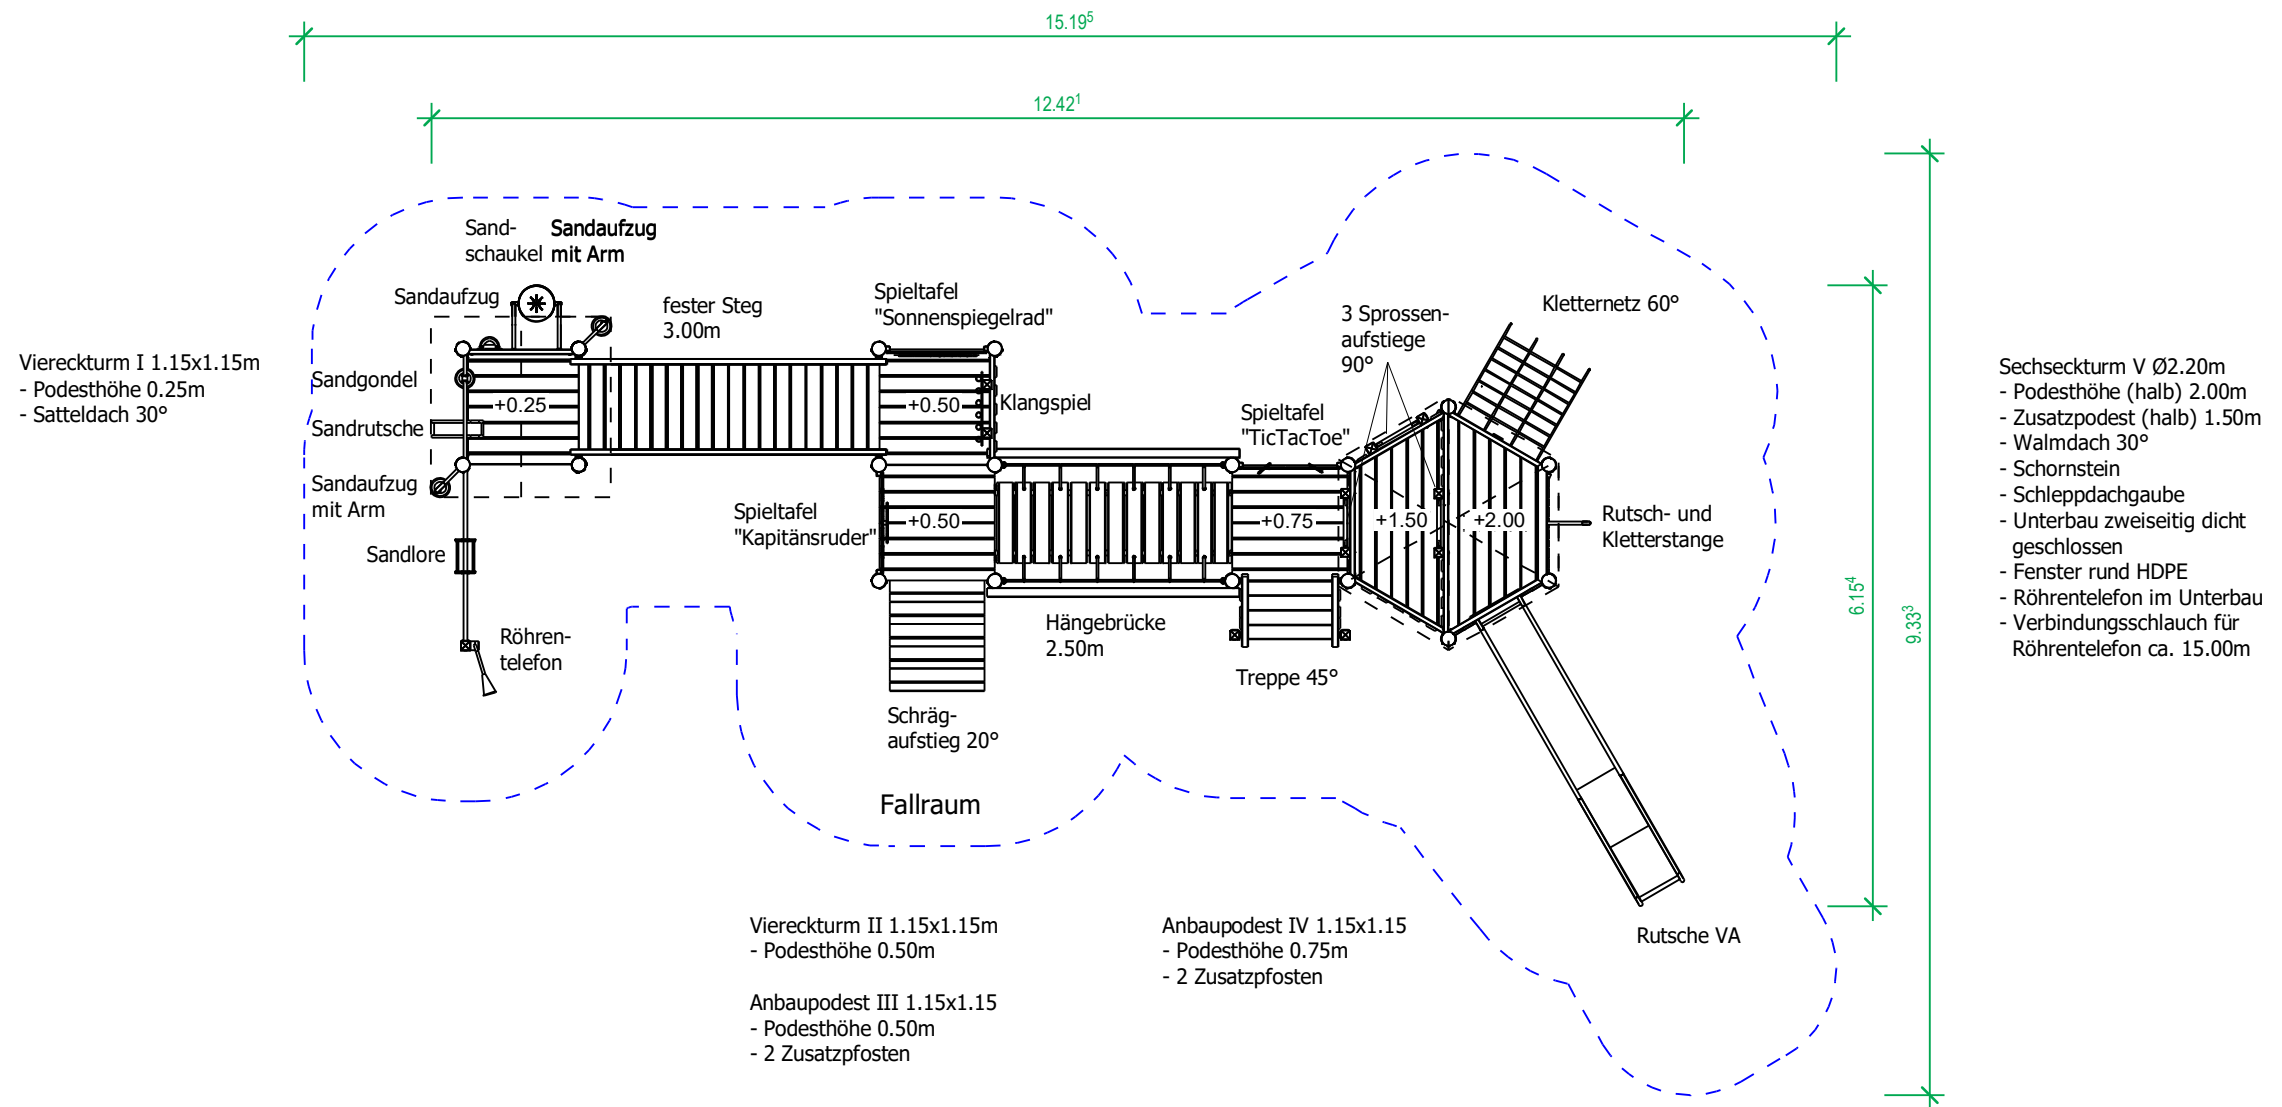 15.19⁵
12.42¹
Sand-
schaukel
Sandaufzug
mit Arm
Sandaufzug
fester Steg
3.00m
Spieltafel
"Sonnenspiegelrad"
3 Sprossen-
aufstiege
90°
Kletternetz 60°
Viereckturm I 1.15x1.15m
- Podesthöhe 0.25m
- Satteldach 30°
Sandgondel
Sandrutsche
Sandaufzug
mit Arm
+0.25
+0.50
Klangspiel
Spieltafel
"TicTacToe"
Sechseckturm V Ø2.20m
- Podesthöhe (halb) 2.00m
- Zusatzpodest (halb) 1.50m
- Walmdach 30°
- Schornstein
- Schleppdachgaube
- Unterbau zweiseitig dicht
geschlossen
- Fenster rund HDPE
- Röhrentelefon im Unterbau
- Verbindungsschlauch für
Röhrentelefon ca. 15.00m
Spieltafel
"Kapitänsruder"
+0.50
+0.75
+1.50
+2.00
Rutsch- und
Kletterstange
Sandlore
Röhren-
telefon
Hängebrücke
2.50m
Treppe 45°
6.15⁴
9.33³
Schräg-
aufstieg 20°
Fallraum
Viereckturm II 1.15x1.15m
- Podesthöhe 0.50m
Anbaupodest III 1.15x1.15
- Podesthöhe 0.50m
- 2 Zusatzpfosten
Anbaupodest IV 1.15x1.15
- Podesthöhe 0.75m
- 2 Zusatzpfosten
Rutsche VA